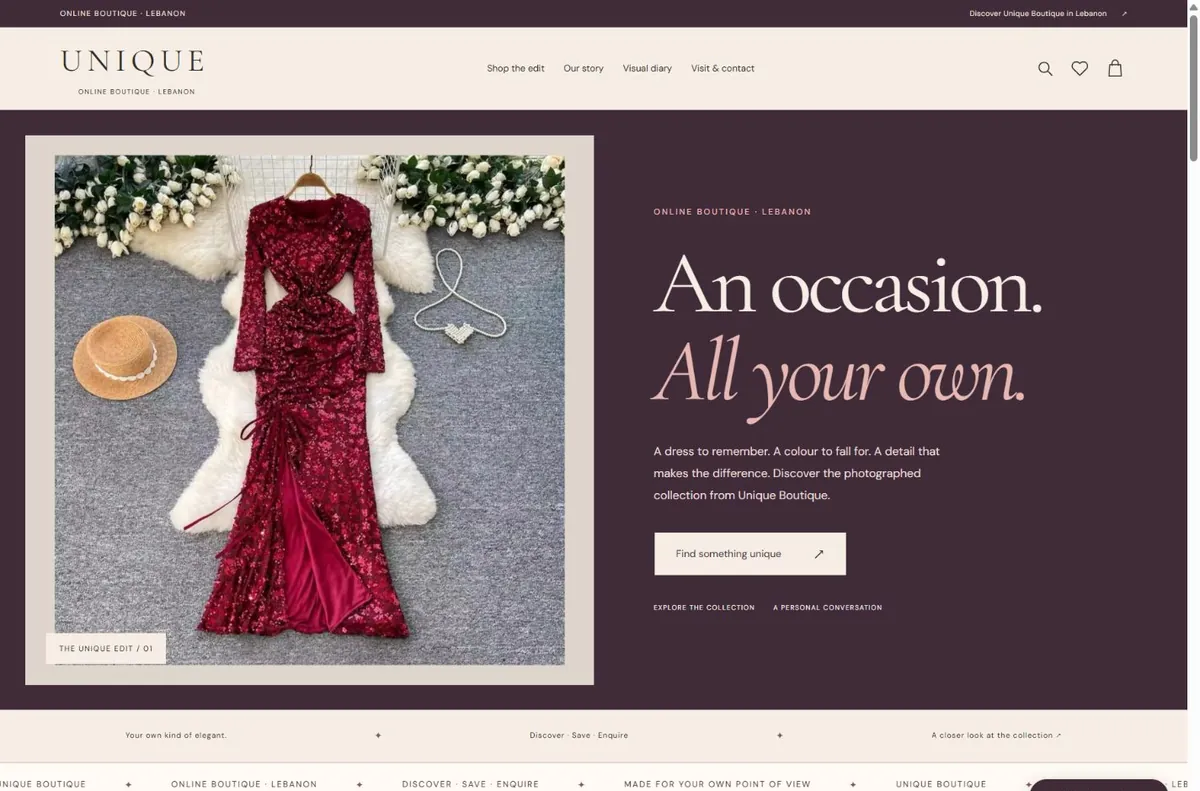 ONLINE BOUTIQUE · LEBANON
Discover Unique Boutique in Lebanon ↗
UNIQUE
ONLINE BOUTIQUE · LEBANON
Shop the edit
Our story
Visual diary
Visit & contact
ONLINE BOUTIQUE · LEBANON
An occasion.
All your own.
A dress to remember. A colour to fall for. A detail that
makes the difference. Discover the photographed
collection from Unique Boutique.
Find something unique ↗
EXPLORE THE COLLECTION
A PERSONAL CONVERSATION
THE UNIQUE EDIT / 01
Your own kind of elegant. ✦ Discover · Save · Enquire ✦ A closer look at the collection ↗
UNIQUE BOUTIQUE ✦ ONLINE BOUTIQUE · LEBANON ✦ DISCOVER · SAVE · ENQUIRE ✦ MADE FOR YOUR OWN POINT OF VIEW ✦ UNIQUE BOUTIQUE ✦